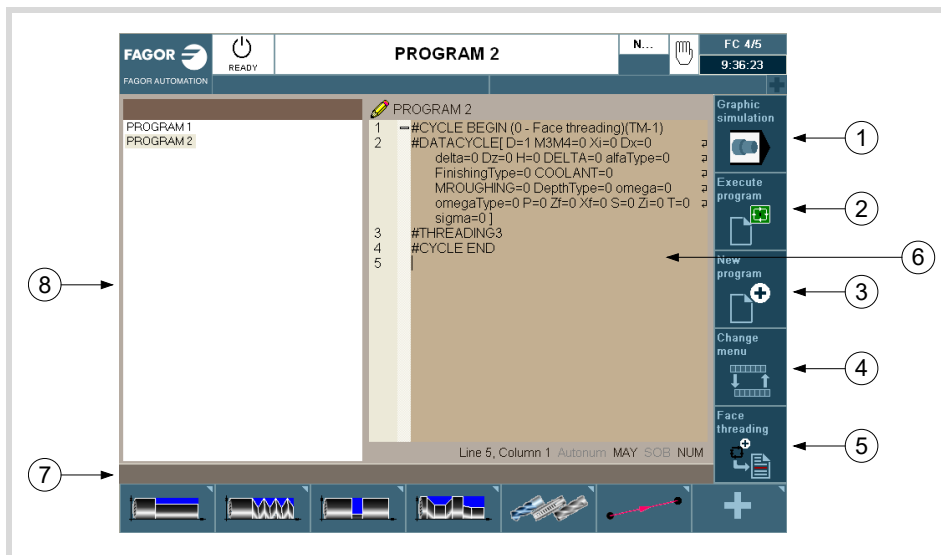 FAGOR
READY
PROGRAM 2
N...
FC 4/5
9:36:23
FAGOR AUTOMATION
PROGRAM 1
PROGRAM 2
PROGRAM 2
1 #CYCLE BEGIN (0 - Face threading)(TM-1)
2 #DATACYCLE[ D=1 M3M4=0 Xi=0 Dx=0
delta=0 Dz=0 H=0 DELTA=0 alfaType=0
FinishingType=0 COOLANT=0
MROUGHING=0 DepthType=0 omega=0
omegaType=0 P=0 Zf=0 Xf=0 S=0 Zi=0 T=0
sigma=0 ]
3 #THREADING3
4 #CYCLE END
5
Line 5, Column 1 Autonum MAY SOB NUM
Graphic
simulation
Execute
program
New
program
Change
menu
Face
threading
1
2
3
4
5
6
7
8